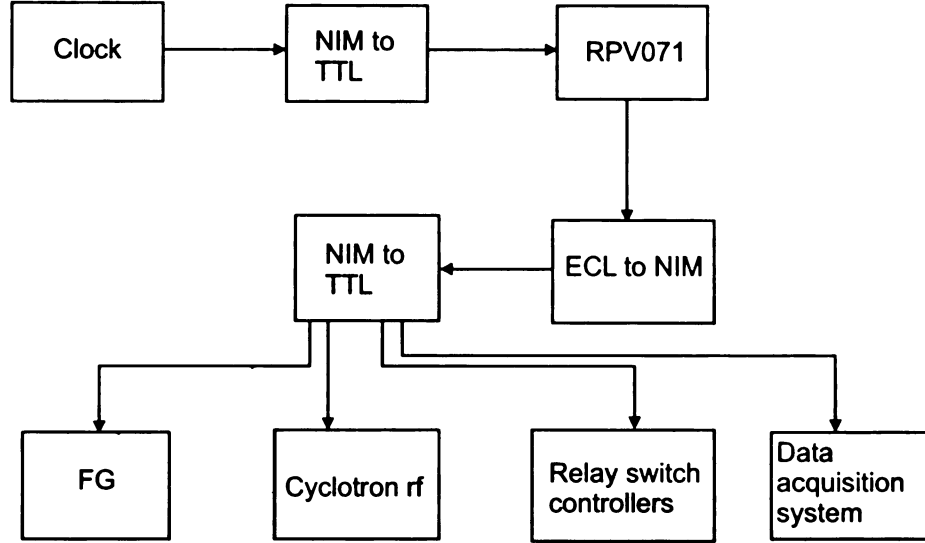 Clock
NIM to
TTL
RPV071
NIM to
TTL
ECL to NIM
FG
Cyclotron rf
Relay switch
controllers
Data
acquisition
system